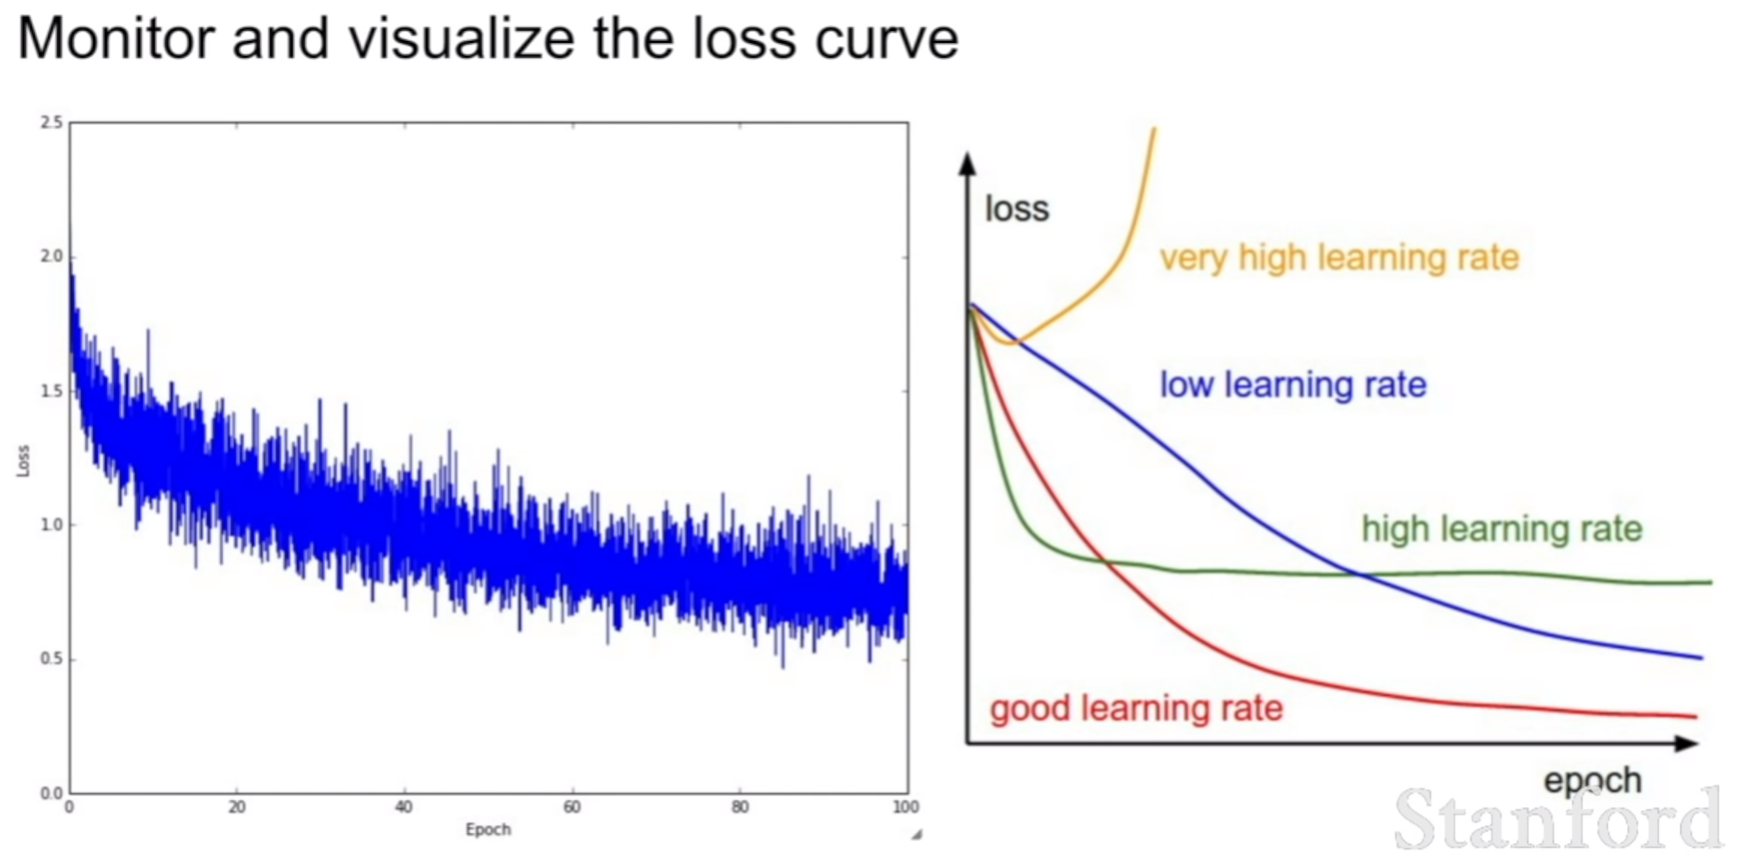 Monitor and visualize the loss curve
2.5
2.0
1.5
1.0
0.5
0.0
Loss
0 20 40 60 80 100
Epoch
loss
very high learning rate
low learning rate
high learning rate
good learning rate
epoch
Stanford